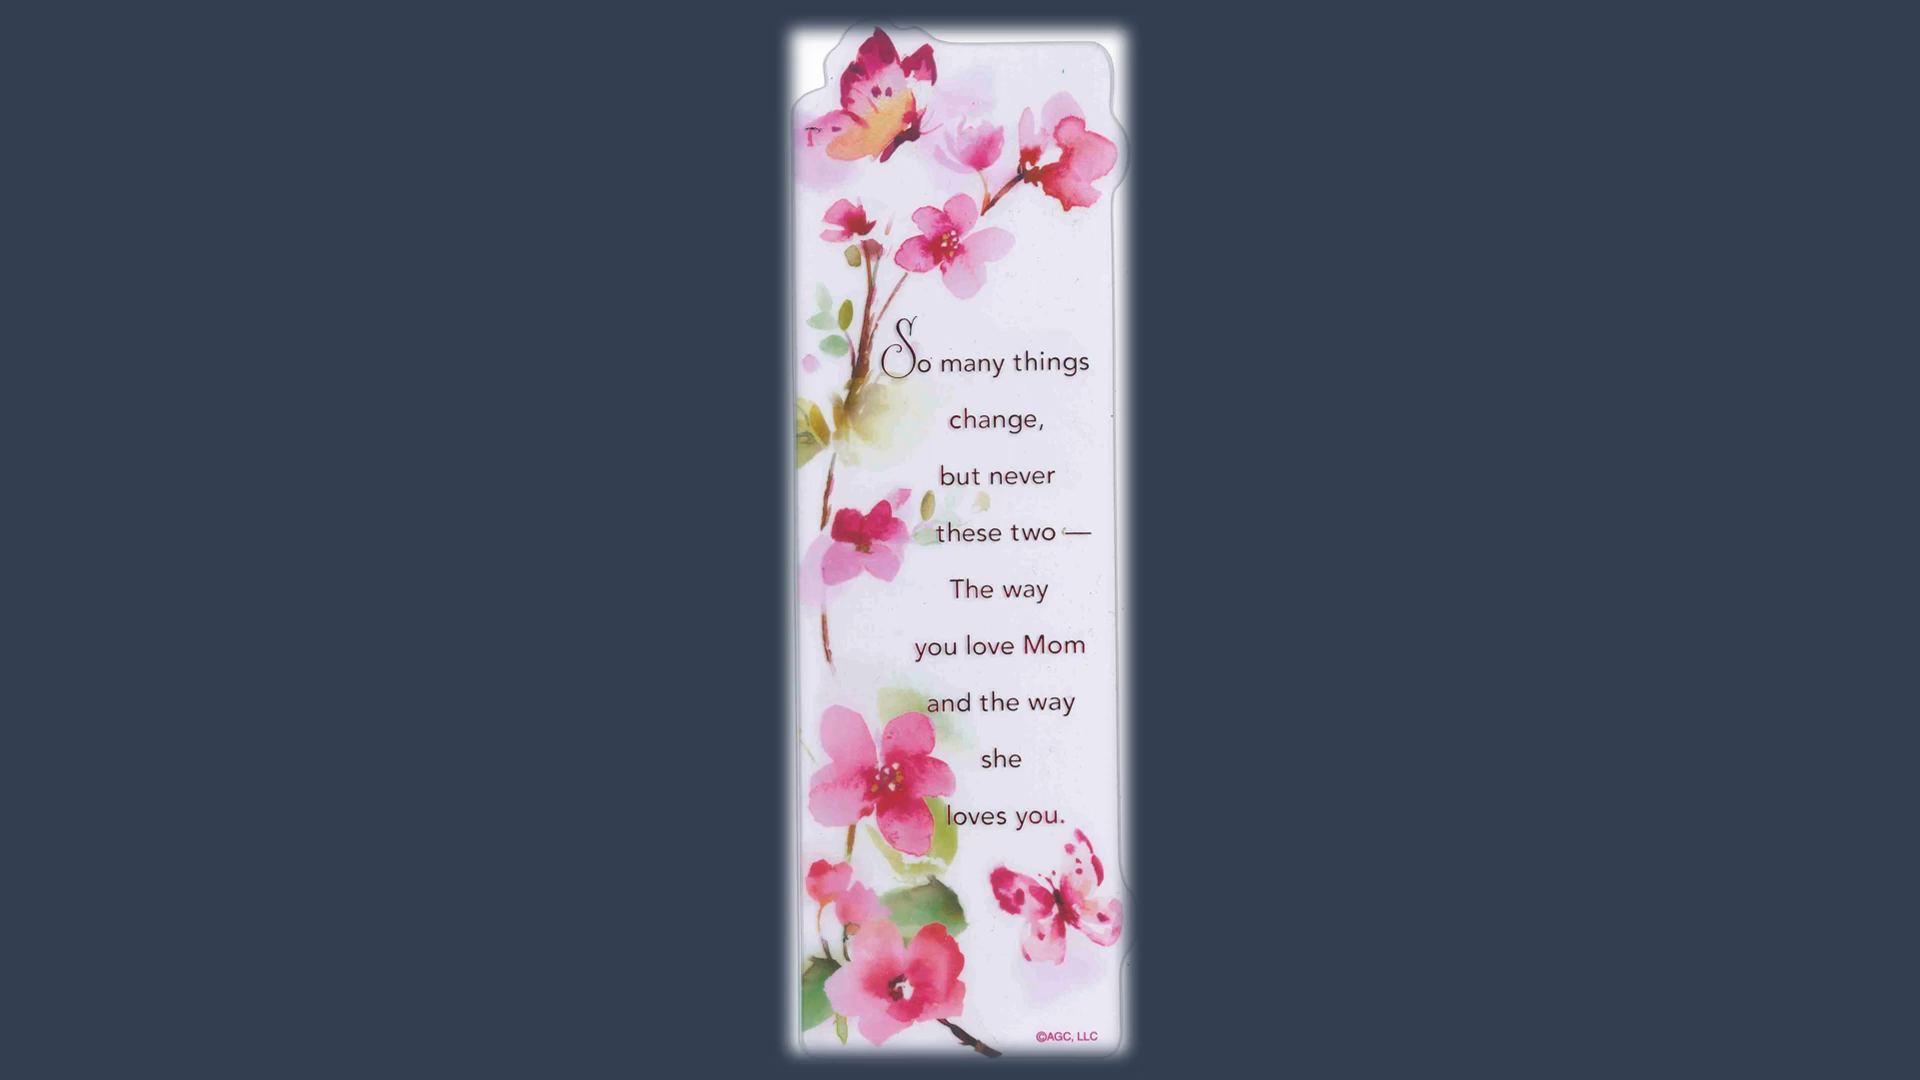 So many things
change,
but never
these two —
The way
you love Mom
and the way
she
loves you.
©AGC, LLC